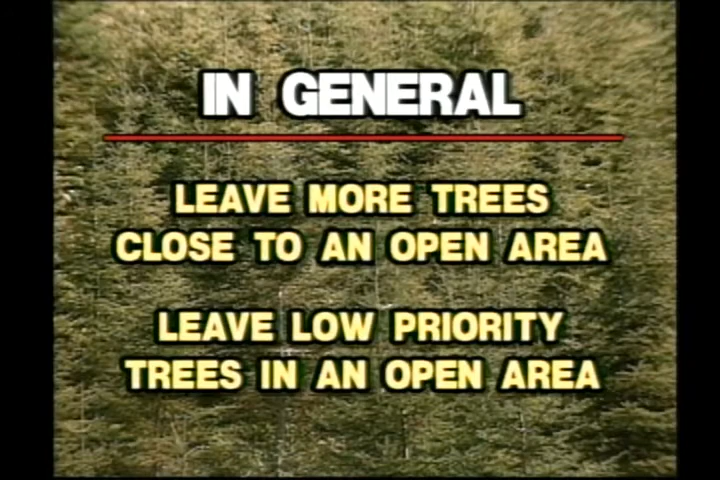 IN GENERAL
LEAVE MORE TREES
CLOSE TO AN OPEN AREA
LEAVE LOW PRIORITY
TREES IN AN OPEN AREA